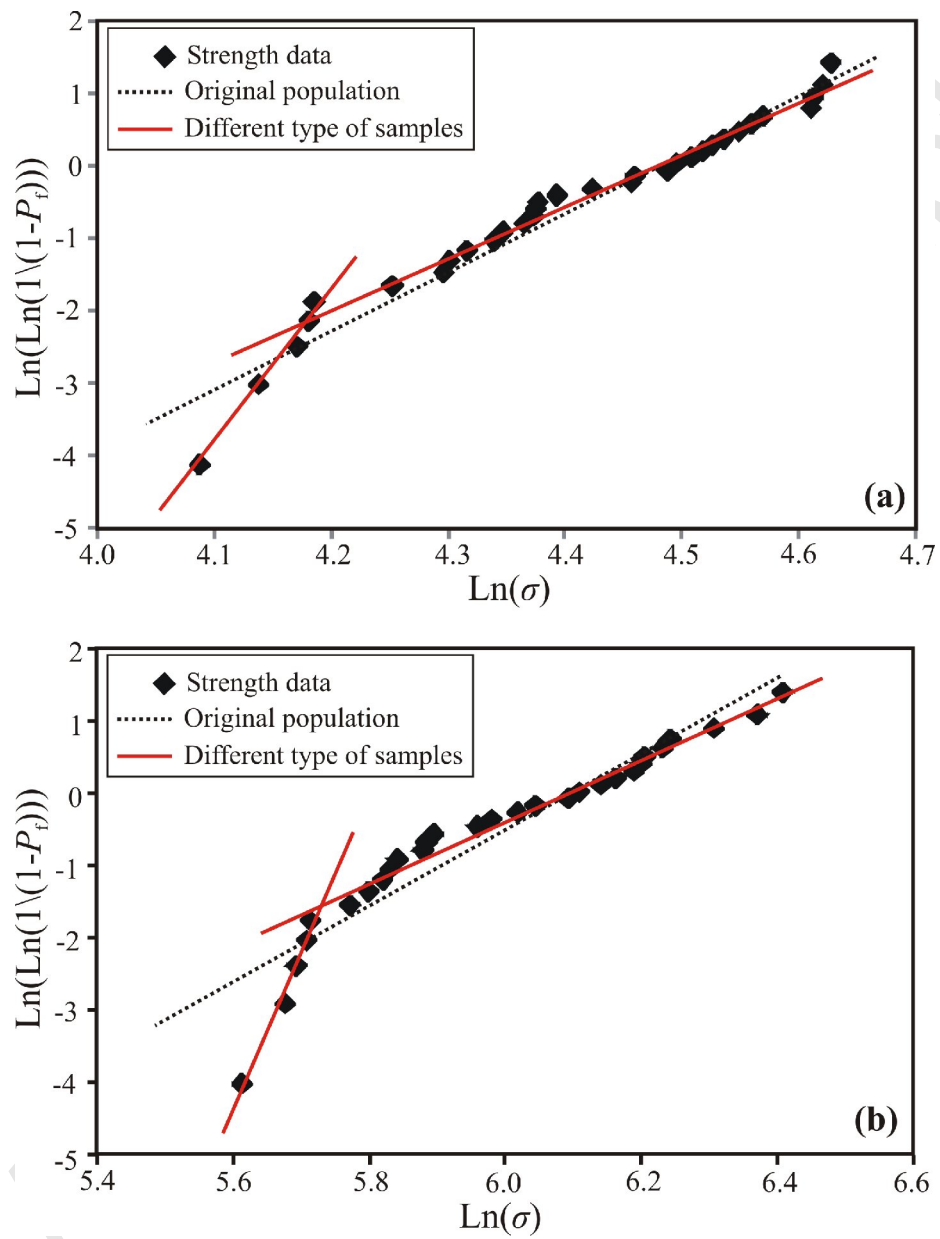 2
Strength data
Original population
1
Different type of samples
0
-1
-2
-3
-4
-5
Ln(Ln(1\(1-Pf)))
(a)
4.0 4.1 4.2 4.3 4.4 4.5 4.6 4.7
Ln(σ)
2
Strength data
1
Original population
Different type of samples
0
-1
-2
-3
-4
-5
Ln(Ln(1\(1-Pf)))
(b)
5.4 5.6 5.8 6.0 6.2 6.4 6.6
Ln(σ)